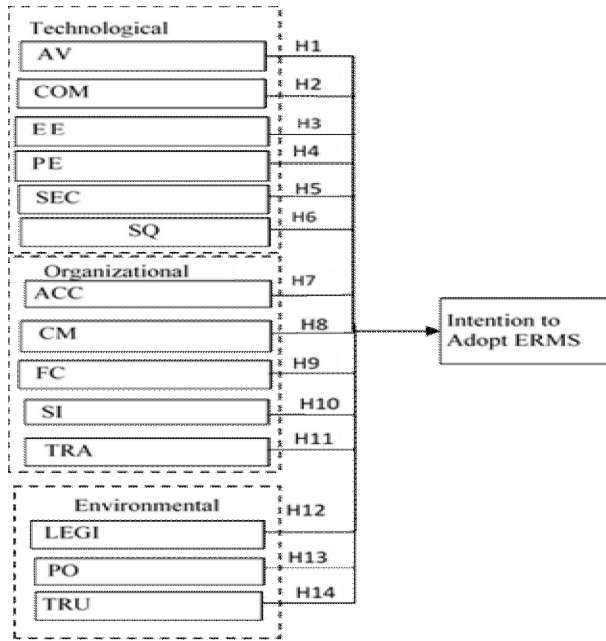 Technological
AV
H1
COM
H2
EE
H3
PE
H4
SEC
H5
SQ
H6
Organizational
ACC
H7
CM
H8
FC
H9
SI
H10
TRA
H11
Intention to
Adopt ERMS
Environmental
LEGI
H12
PO
H13
TRU
H14